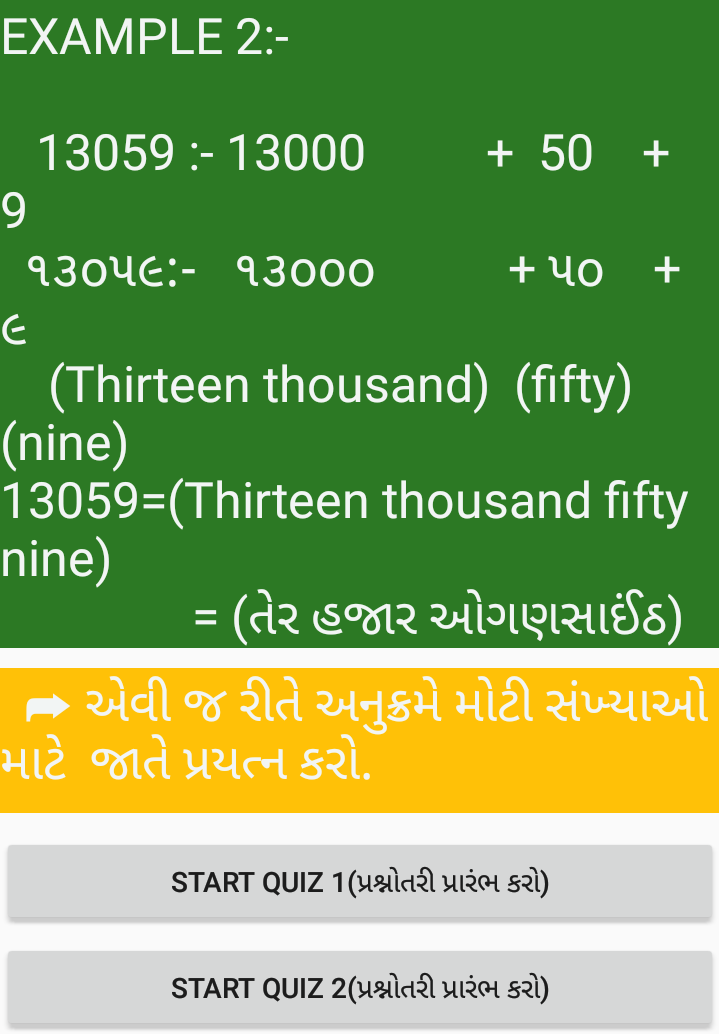 EXAMPLE 2:-
13059 :- 13000 + 50 +
9
૧૩૦૫૯:- ૧૩૦૦૦ + ૫૦ +
૯
(Thirteen thousand) (fifty)
(nine)
13059=(Thirteen thousand fifty
nine)
= (તેર હજાર ઓગણસાઈંઠ)
➦ એવી જ રીતે અનુક્રમે મોટી સંખ્યાઓ
માટે જાતે પ્રયત્ન કરો.
START QUIZ 1(પ્રશ્નોતરી પ્રારંભ કરો)
START QUIZ 2(પ્રશ્નોતરી પ્રારંભ કરો)